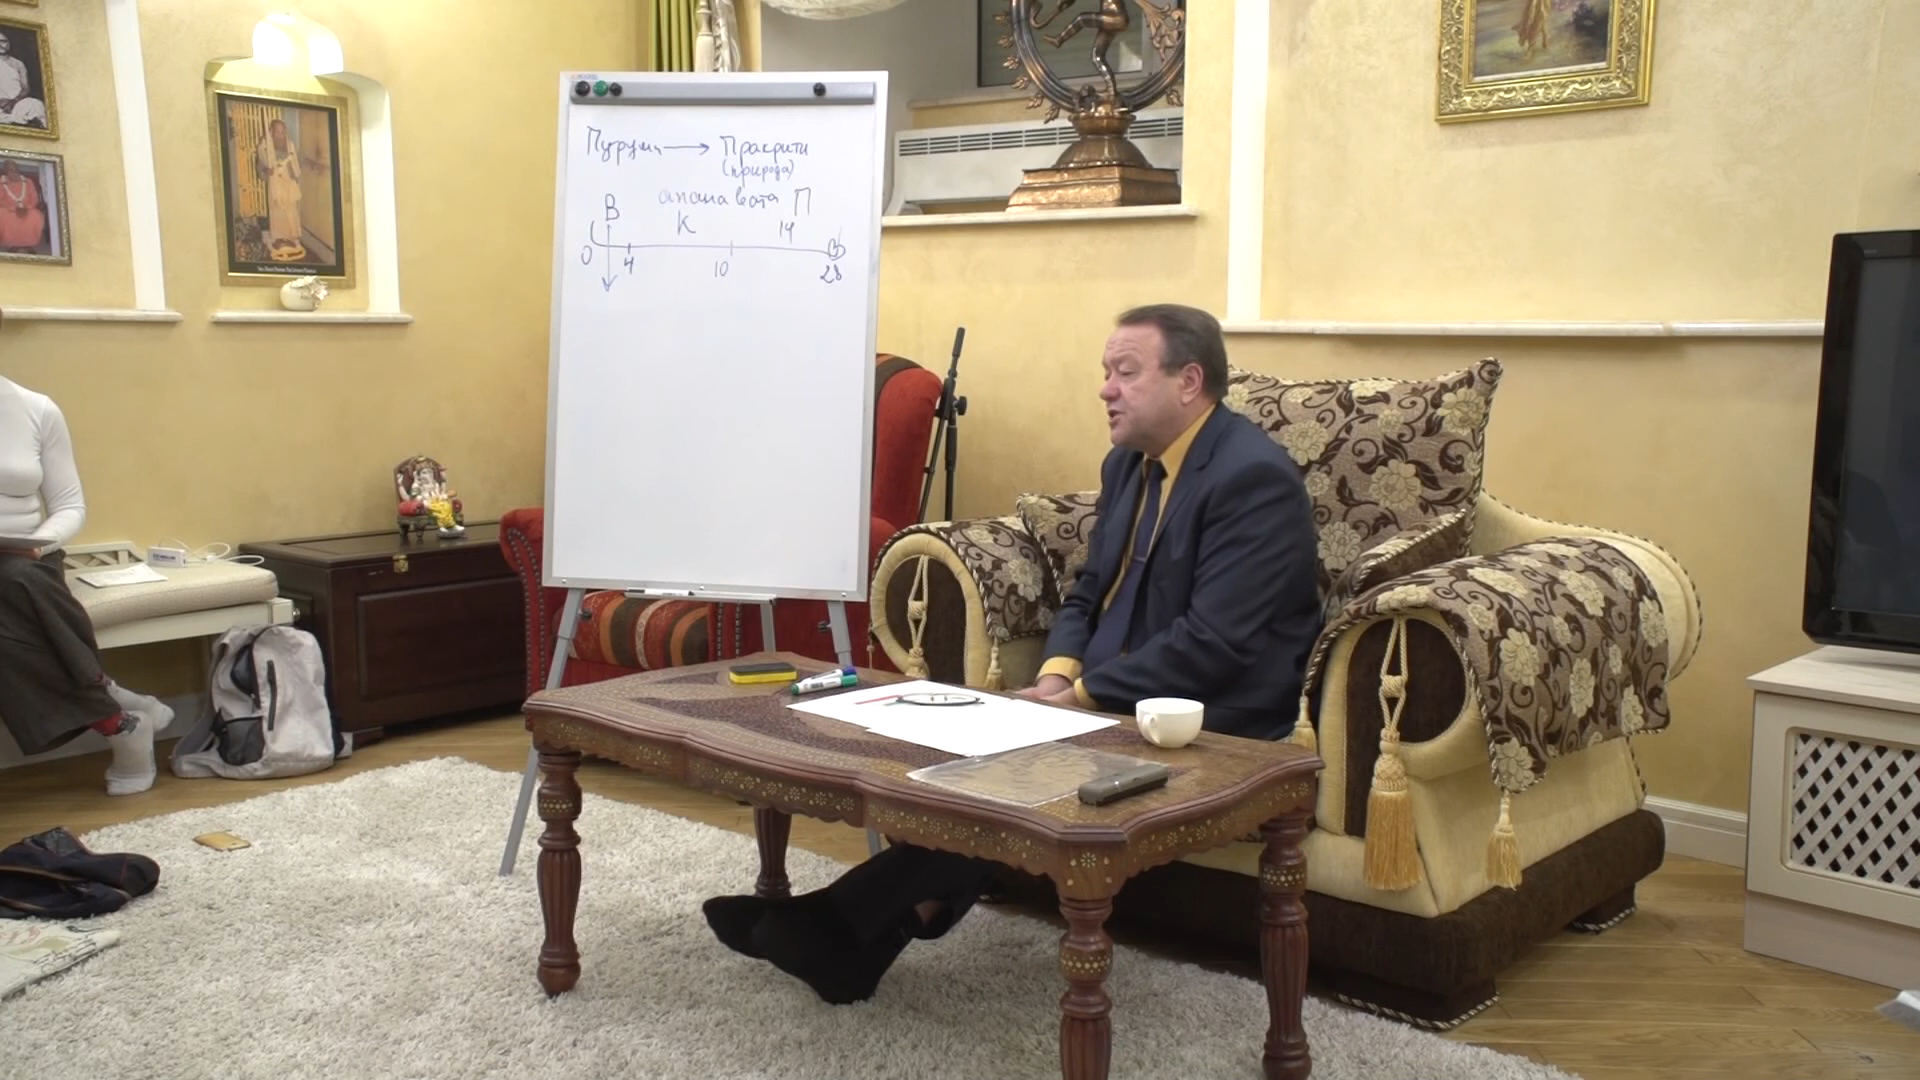 Пуруша → Пракрити
(природа)
В апана вата П
К 14
0 4 10 28